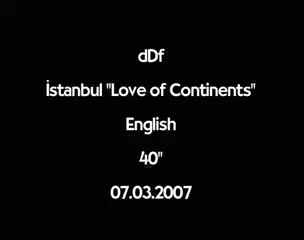 dDf
İstanbul "Love of Continents"
English
40"
07.03.2007